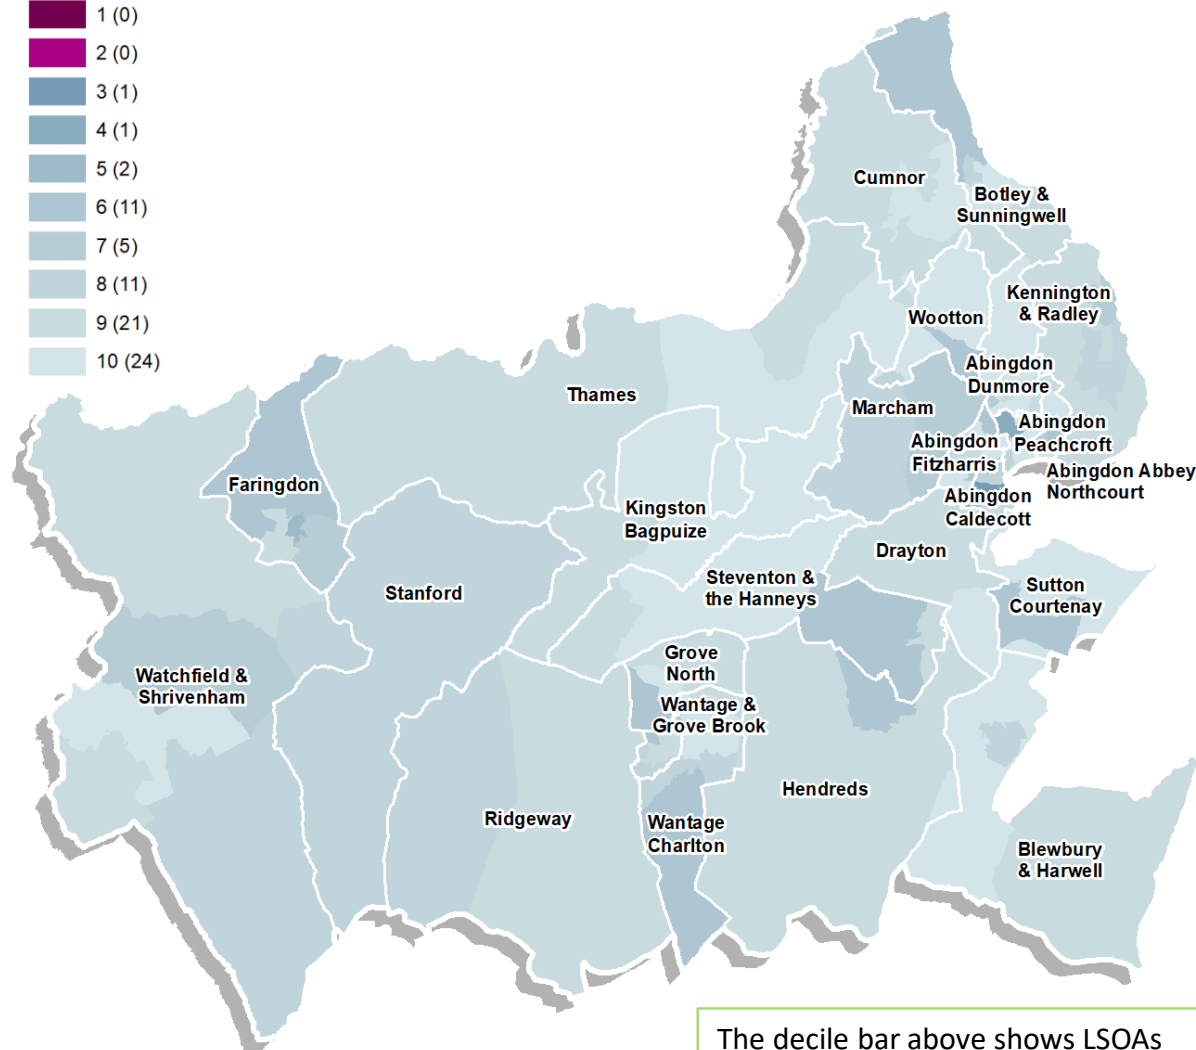 1 (0)
2 (0)
3 (1)
4 (1)
5 (2)
6 (11)
7 (5)
8 (11)
9 (21)
10 (24)
Cumnor
Botley &
Sunningwell
Kennington
& Radley
Wootton
Abingdon
Dunmore
Thames
Marcham
Abingdon
Peachcroft
Abingdon
Fitzharris
Abingdon Abbey
Northcourt
Faringdon
Abingdon
Caldecott
Kingston
Bagpuize
Drayton
Stanford
Steventon &
the Hanneys
Sutton
Courtenay
Grove
North
Watchfield &
Shrivenham
Wantage &
Grove Brook
Hendreds
Ridgeway
Wantage
Charlton
Blewbury
& Harwell
The decile bar above shows LSOAs